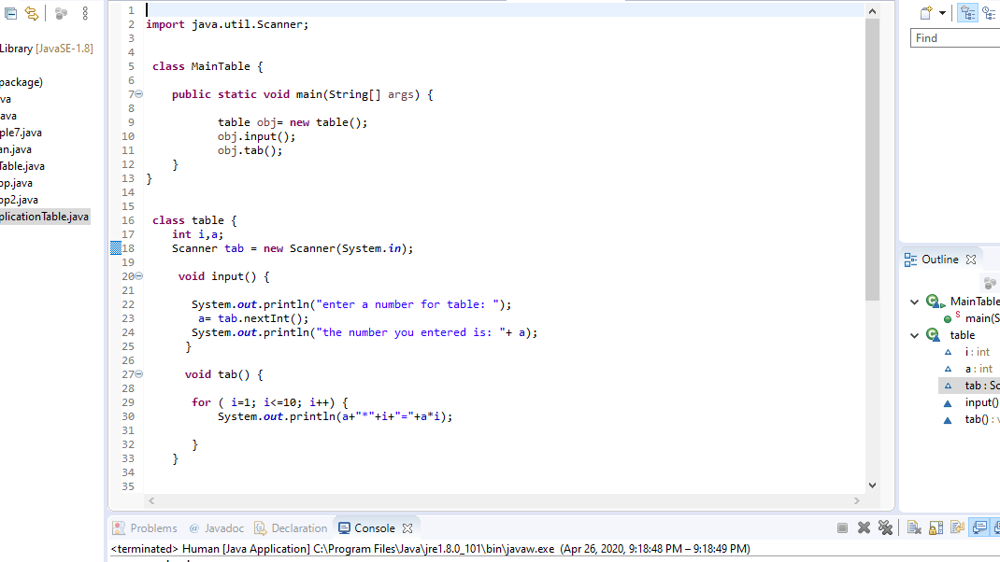 Library [JavaSE-1.8]
package)
va
ava
ple7.java
an.java
Table.java
pp.java
pp2.java
plicationTable.java
1
2 import java.util.Scanner;
3
4
5 class MainTable {
6
7 public static void main(String[] args) {
8
9 table obj= new table();
10 obj.input();
11 obj.tab();
12 }
13 }
14
15
16 class table {
17 int i,a;
18 Scanner tab = new Scanner(System.in);
19
20 void input() {
21
22 System.out.println("enter a number for table: ");
23 a= tab.nextInt();
24 System.out.println("the number you entered is: "+ a);
25 }
26
27 void tab() {
28
29 for ( i=1; i<=10; i++) {
30 System.out.println(a+"*"+i+"="+a*i);
31
32 }
33 }
34
35
Find
Outline
MainTable
S main(S
table
i : int
a : int
tab : Sc
input()
tab() : v
Problems @ Javadoc Declaration Console
<terminated> Human [Java Application] C:\Program Files\Java\jre1.8.0_101\bin\javaw.exe (Apr 26, 2020, 9:18:48 PM – 9:18:49 PM)